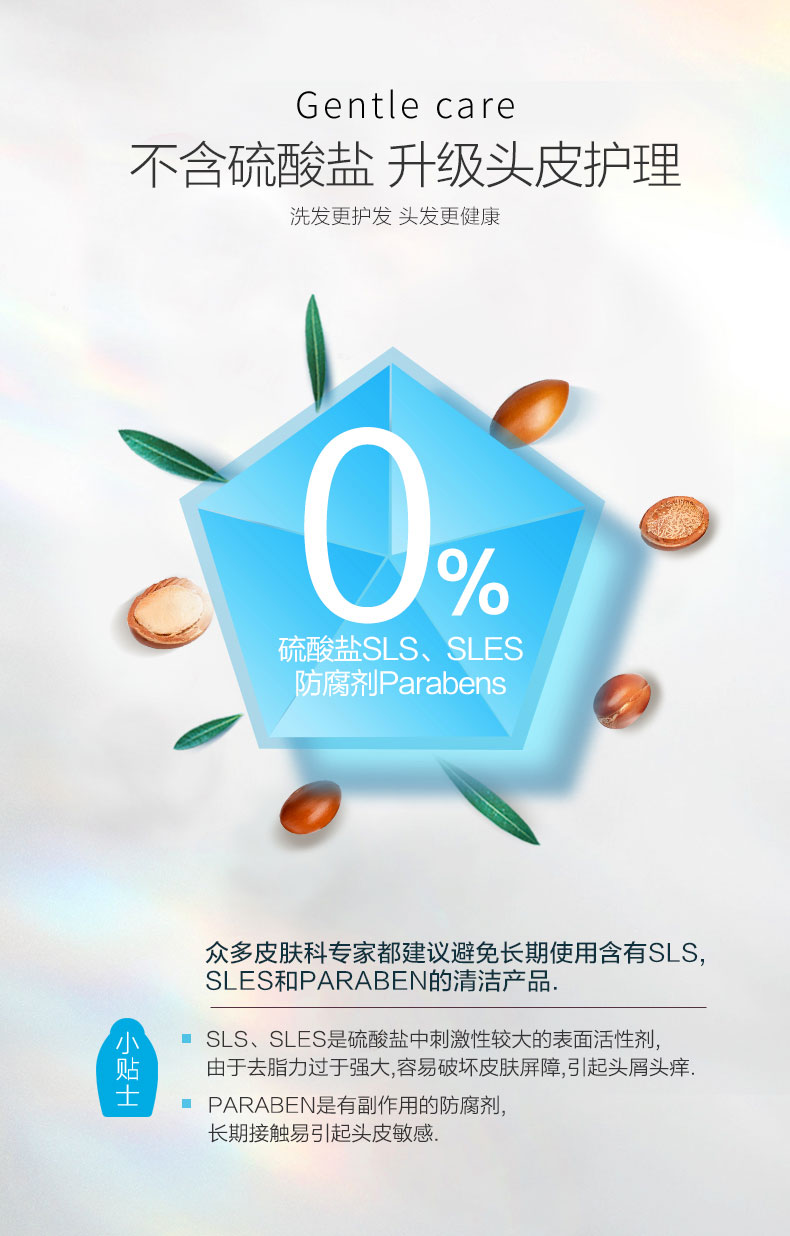 Gentle care
不含硫酸盐 升级头皮护理
洗发更护发 头发更健康
0%
硫酸盐SLS、SLES
防腐剂Parabens
众多皮肤科专家都建议避免长期使用含有SLS,
SLES和PARABEN的清洁产品.
小贴士
SLS、SLES是硫酸盐中刺激性较大的表面活性剂,
由于去脂力过于强大,容易破坏皮肤屏障,引起头屑头痒.
PARABEN是有副作用的防腐剂,
长期接触易引起头皮敏感.